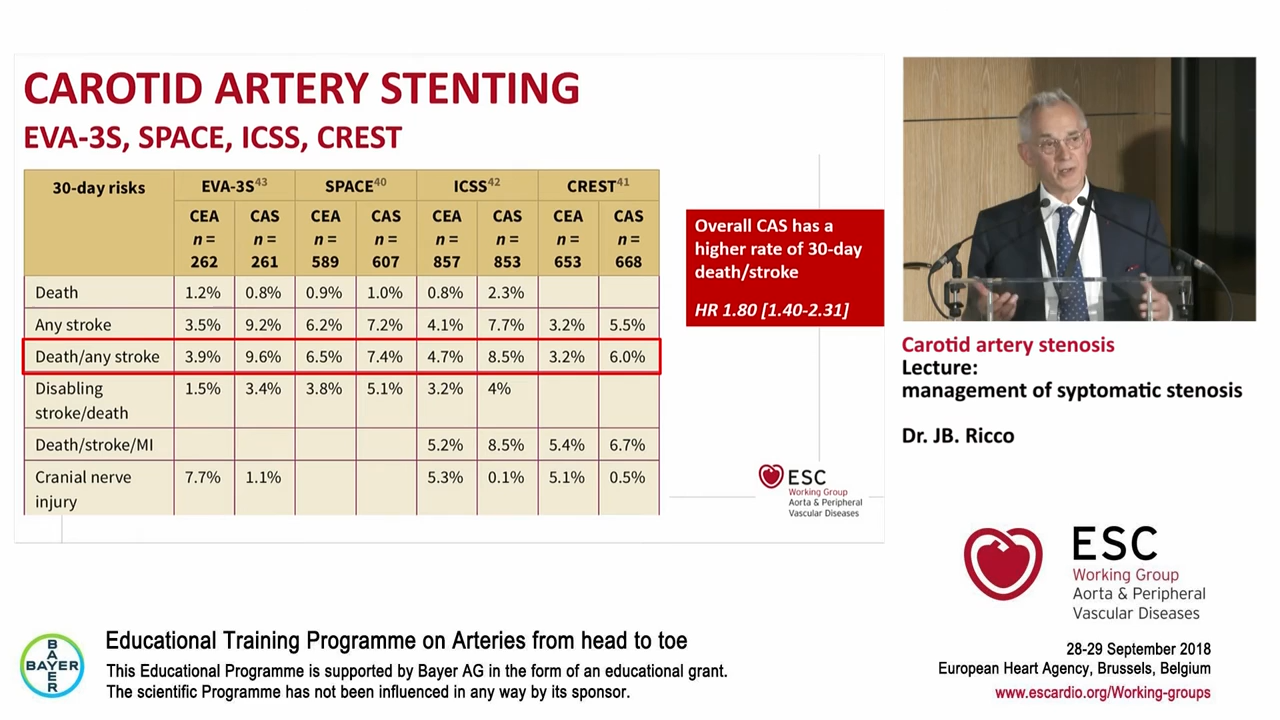 CAROTID ARTERY STENTING
EVA-3S, SPACE, ICSS, CREST
30-day risks EVA-3S43 SPACE40 ICSS42 CREST41
CEA CAS CEA CAS CEA CAS CEA CAS
n = n = n = n = n = n = n = n =
262 261 589 607 857 853 653 668
Death 1.2% 0.8% 0.9% 1.0% 0.8% 2.3%
Any stroke 3.5% 9.2% 6.2% 7.2% 4.1% 7.7% 3.2% 5.5%
Death/any stroke 3.9% 9.6% 6.5% 7.4% 4.7% 8.5% 3.2% 6.0%
Disabling 1.5% 3.4% 3.8% 5.1% 3.2% 4%
stroke/death
Death/stroke/MI 5.2% 8.5% 5.4% 6.7%
Cranial nerve 7.7% 1.1% 5.3% 0.1% 5.1% 0.5%
injury
Overall CAS has a
higher rate of 30-day
death/stroke
HR 1.80 [1.40-2.31]
ESC
Working Group
Aorta & Peripheral
Vascular Diseases
Carotid artery stenosis
Lecture:
management of syptomatic stenosis
Dr. JB. Ricco
ESC
Working Group
Aorta & Peripheral
Vascular Diseases
BAYER
BAYER
Educational Training Programme on Arteries from head to toe
This Educational Programme is supported by Bayer AG in the form of an educational grant.
The scientific Programme has not been influenced in any way by its sponsor.
28-29 September 2018
European Heart Agency, Brussels, Belgium
www.escardio.org/Working-groups